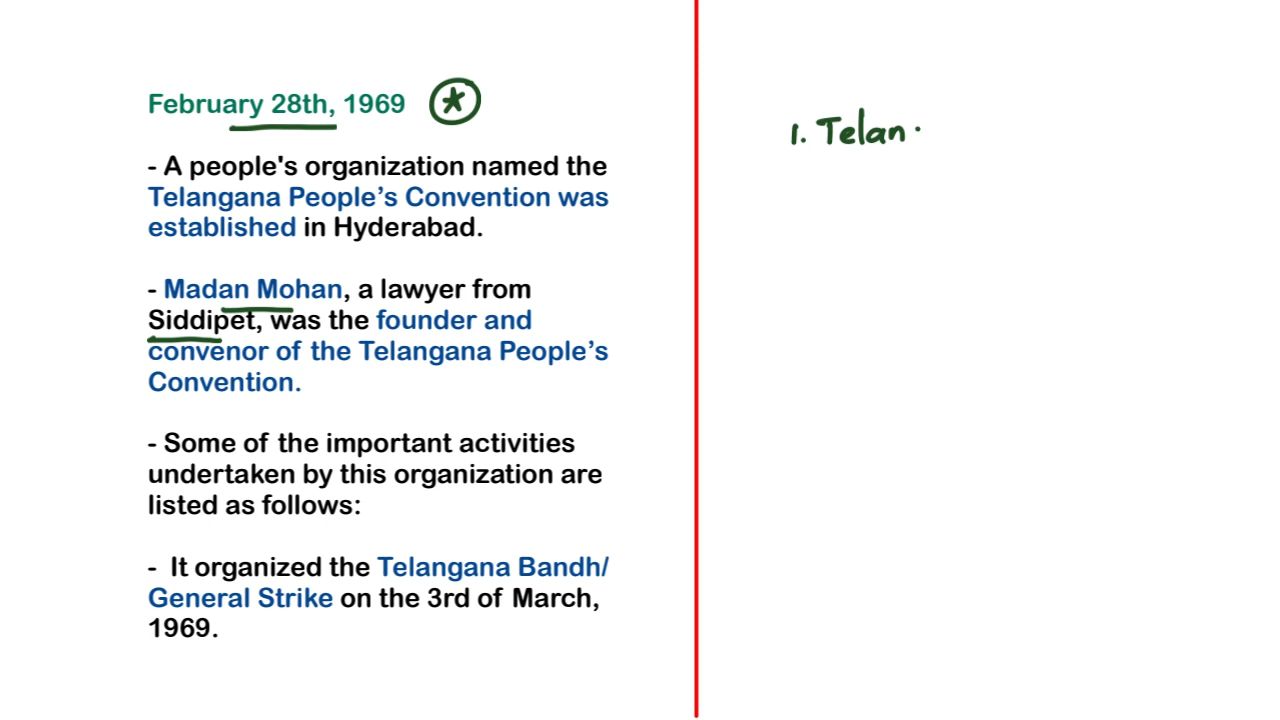 February 28th, 1969
- A people's organization named the
Telangana People’s Convention was
established in Hyderabad.
- Madan Mohan, a lawyer from
Siddipet, was the founder and
convenor of the Telangana People’s
Convention.
- Some of the important activities
undertaken by this organization are
listed as follows:
- It organized the Telangana Bandh/
General Strike on the 3rd of March,
1969.
1. Telan